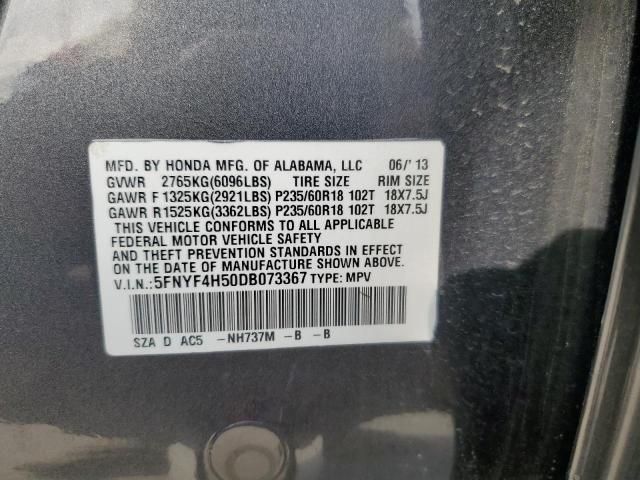 MFD. BY HONDA MFG. OF ALABAMA, LLC 06/'13
GVWR 2765KG(6096LBS) TIRE SIZE RIM SIZE
GAWR F1325KG(2921LBS) P235/60R18 102T 18X7.5J
GAWR R1525KG(3362LBS) P235/60R18 102T 18X7.5J
THIS VEHICLE CONFORMS TO ALL APPLICABLE
FEDERAL MOTOR VEHICLE SAFETY
AND THEFT PREVENTION STANDARDS IN EFFECT
ON THE DATE OF MANUFACTURE SHOWN ABOVE.
V.I.N.:5FNYF4H50DB073367 TYPE: MPV
SZA D AC5 -NH737M -B -B